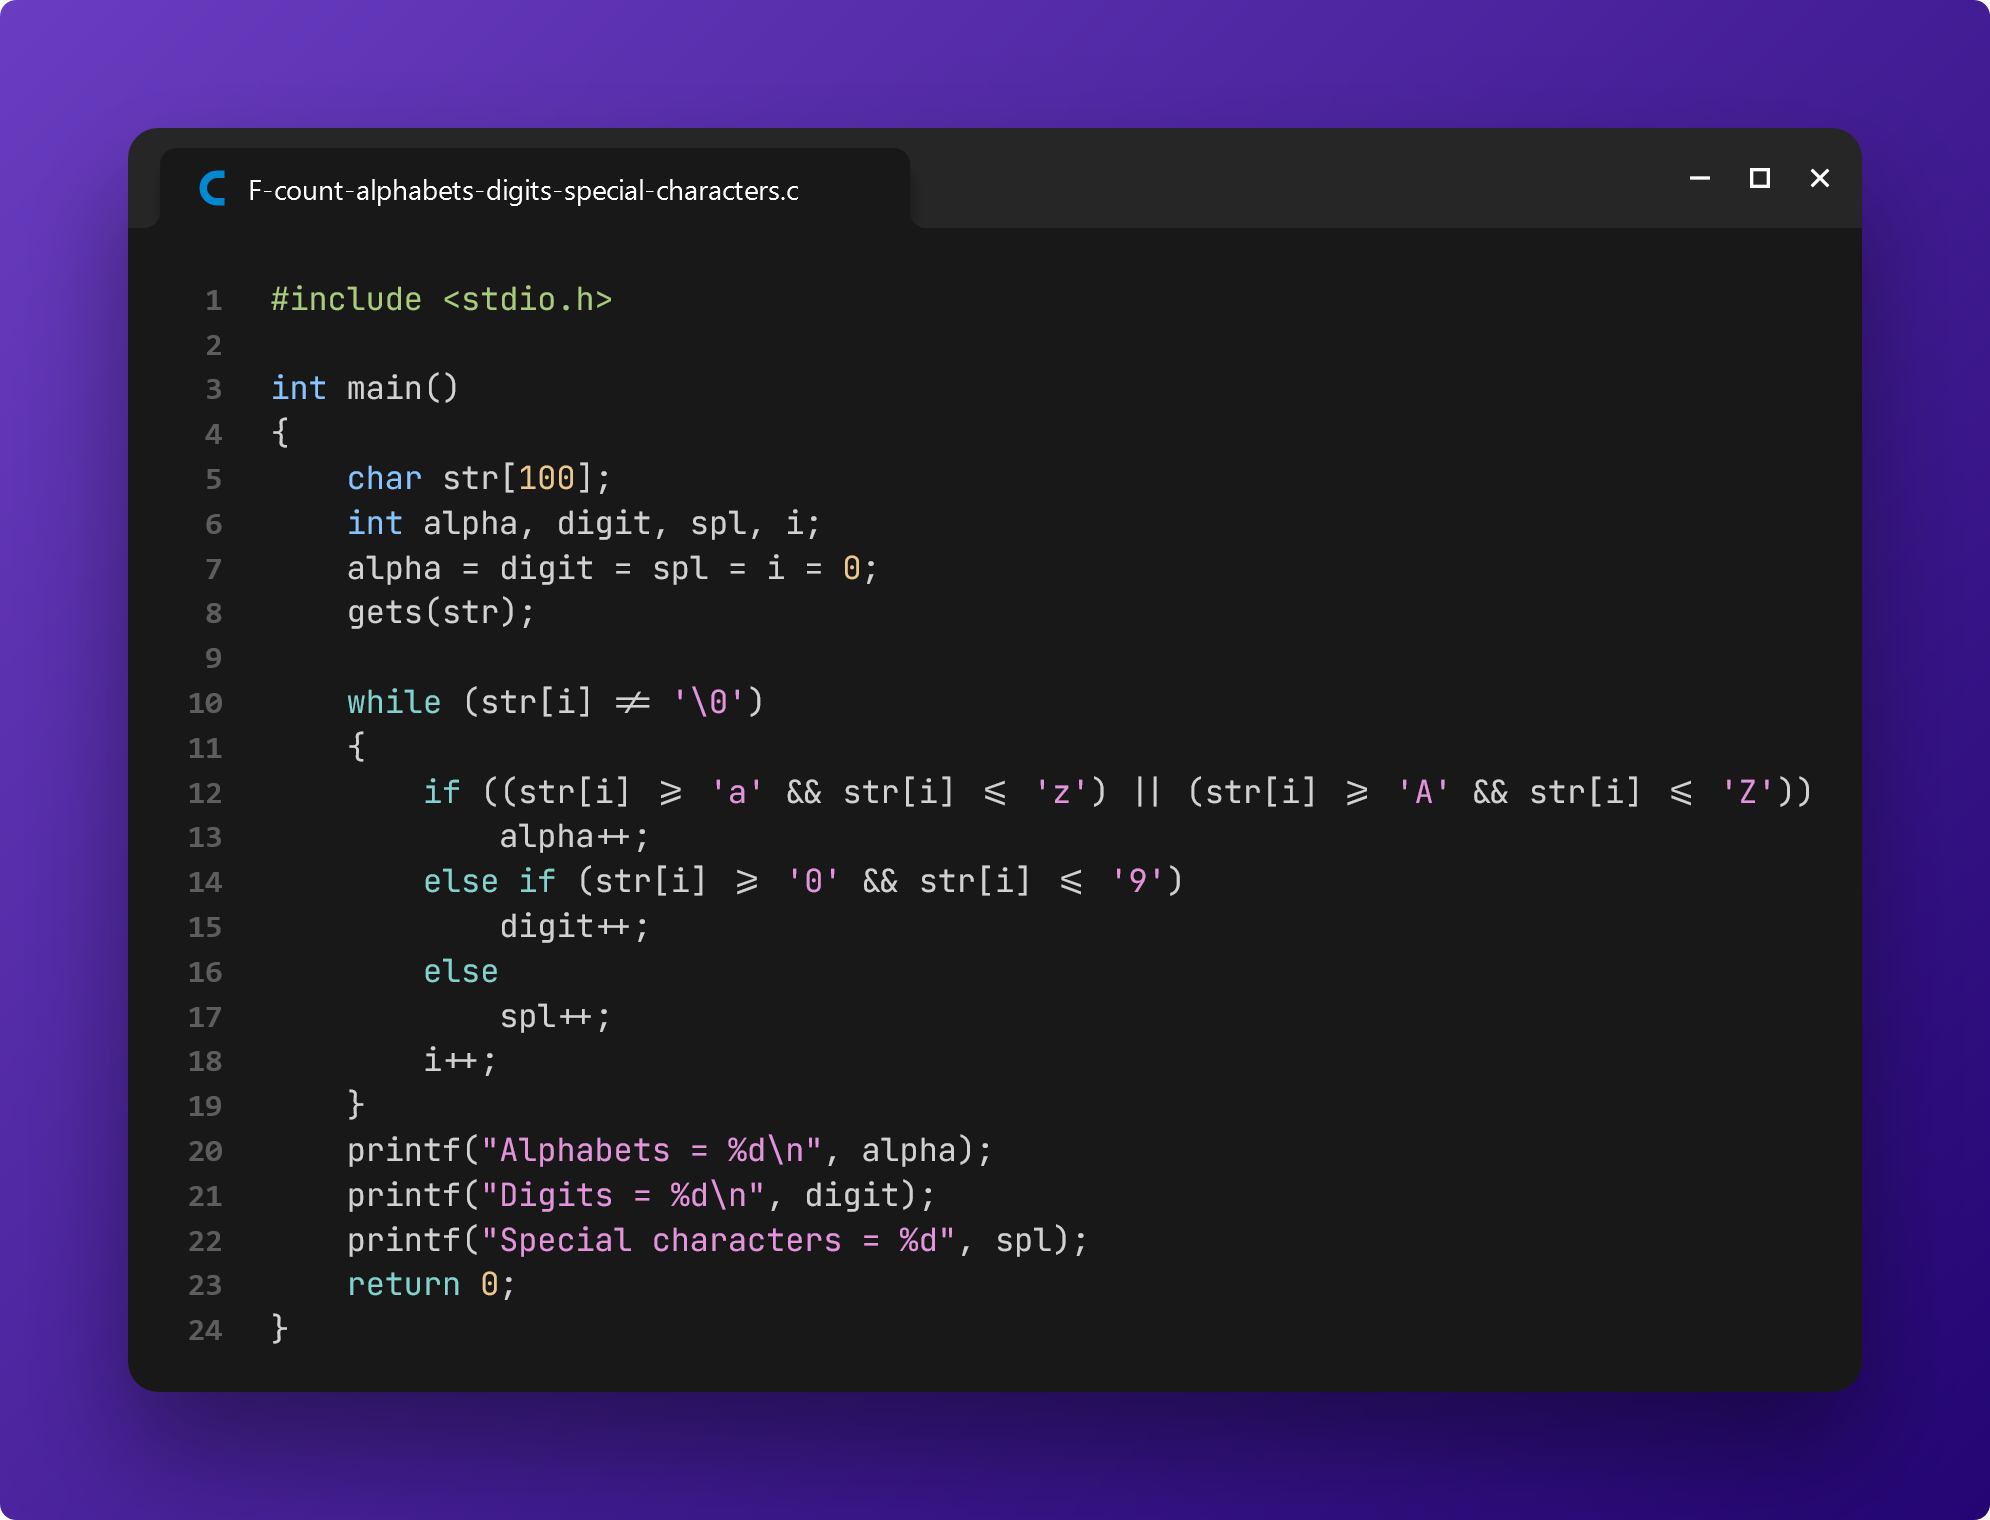 F-count-alphabets-digits-special-characters.c
1 #include <stdio.h>
2
3 int main()
4 {
5     char str[100];
6     int alpha, digit, spl, i;
7     alpha = digit = spl = i = 0;
8     gets(str);
9
10     while (str[i] != '\0')
11     {
12         if ((str[i] >= 'a' && str[i] <= 'z') || (str[i] >= 'A' && str[i] <= 'Z'))
13             alpha++;
14         else if (str[i] >= '0' && str[i] <= '9')
15             digit++;
16         else
17             spl++;
18         i++;
19     }
20     printf("Alphabets = %d\n", alpha);
21     printf("Digits = %d\n", digit);
22     printf("Special characters = %d", spl);
23     return 0;
24 }